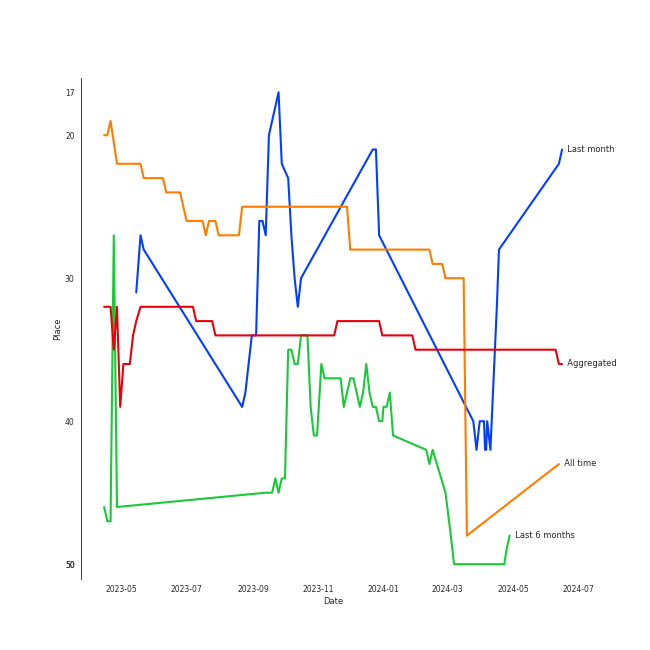 17
20
30
40
50
Place
Last month
Aggregated
All time
Last 6 months
2023-05 2023-07 2023-09 2023-11 2024-01 2024-03 2024-05 2024-07
Date